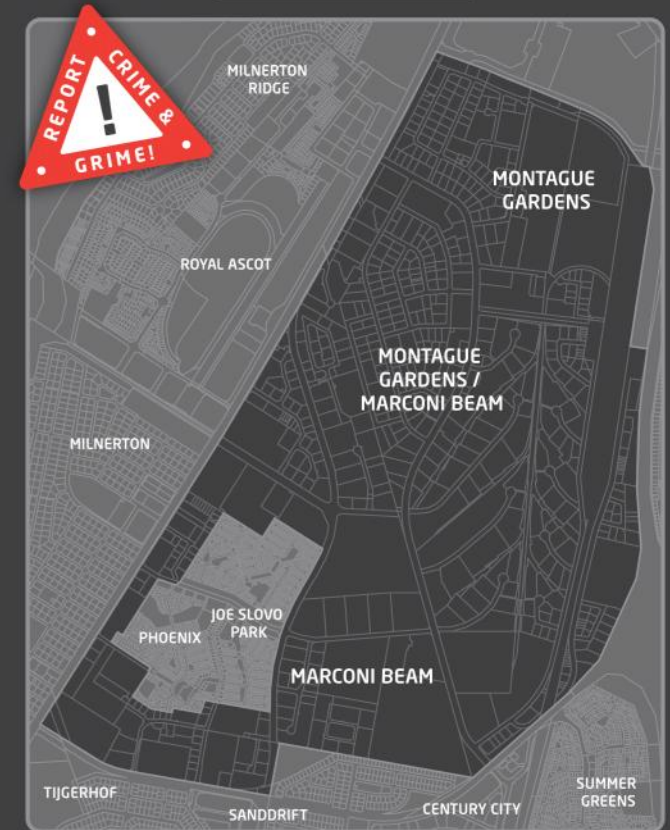 REPORT
CRIME &
GRIME!
!
MILNERTON
RIDGE
MONTAGUE
GARDENS
ROYAL ASCOT
MONTAGUE
GARDENS /
MARCONI BEAM
MILNERTON
JOE SLOVO
PARK
PHOENIX
MARCONI BEAM
TIJGERHOF
SANDDRIFT
CENTURY CITY
SUMMER
GREENS